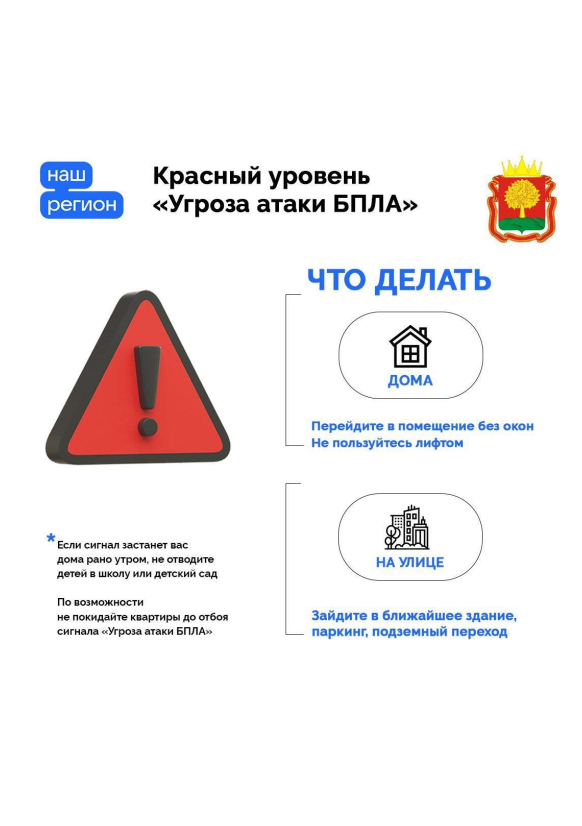 наш
регион
Красный уровень
«Угроза атаки БПЛА»
ЧТО ДЕЛАТЬ
ДОМА
Перейдите в помещение без окон
Не пользуйтесь лифтом
НА УЛИЦЕ
Зайдите в ближайшее здание,
паркинг, подземный переход
* Если сигнал застанет вас
дома рано утром, не отводите
детей в школу или детский сад
По возможности
не покидайте квартиры до отбоя
сигнала «Угроза атаки БПЛА»